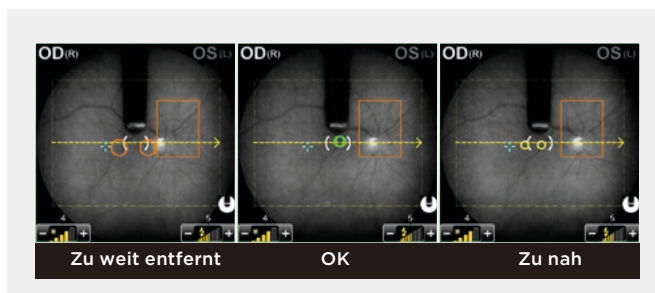 OD(R) OS(L) OD(R) OS(L) OD(R) OS(L)
4 5 4 5 4 5
- + - + - + - + - + - +
Zu weit entfernt OK Zu nah